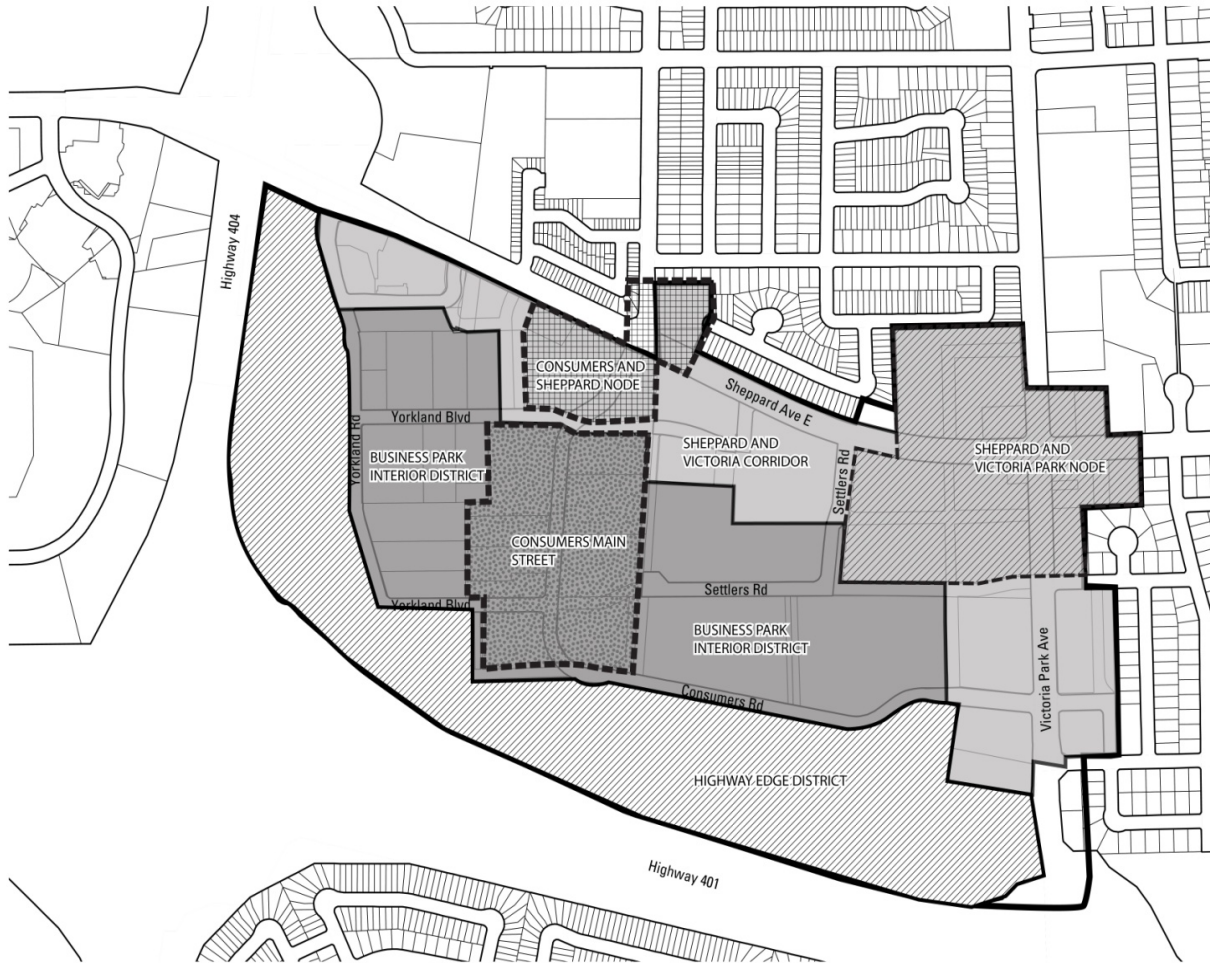 Highway 404
CONSUMERS AND
SHEPPARD NODE
Sheppard Ave E
Yorkland Blvd
Yorkland Rd
SHEPPARD AND
VICTORIA CORRIDOR
SHEPPARD AND
VICTORIA PARK NODE
BUSINESS PARK
INTERIOR DISTRICT
Settlers Rd
CONSUMERS MAIN
STREET
Settlers Rd
Yorkland Blvd
BUSINESS PARK
INTERIOR DISTRICT
Victoria Park Ave
Consumers Rd
HIGHWAY EDGE DISTRICT
Highway 401